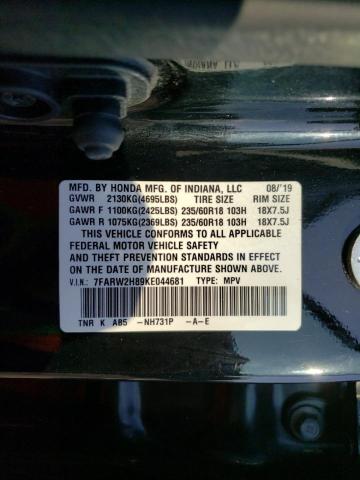 MFD. BY HONDA MFG. OF INDIANA, LLC 08/'19
GVWR 2130KG(4695LBS) TIRE SIZE RIM SIZE
GAWR F 1100KG(2425LBS) 235/60R18 103H 18X7.5J
GAWR R 1075KG(2369LBS) 235/60R18 103H 18X7.5J
THIS VEHICLE CONFORMS TO ALL APPLICABLE
FEDERAL MOTOR VEHICLE SAFETY
AND THEFT PREVENTION STANDARDS IN EFFECT
ON THE DATE OF MANUFACTURE SHOWN ABOVE.
V.I.N.: 7FARW2H89KE044681 TYPE: MPV
TNR K A85 -NH731P -A-E